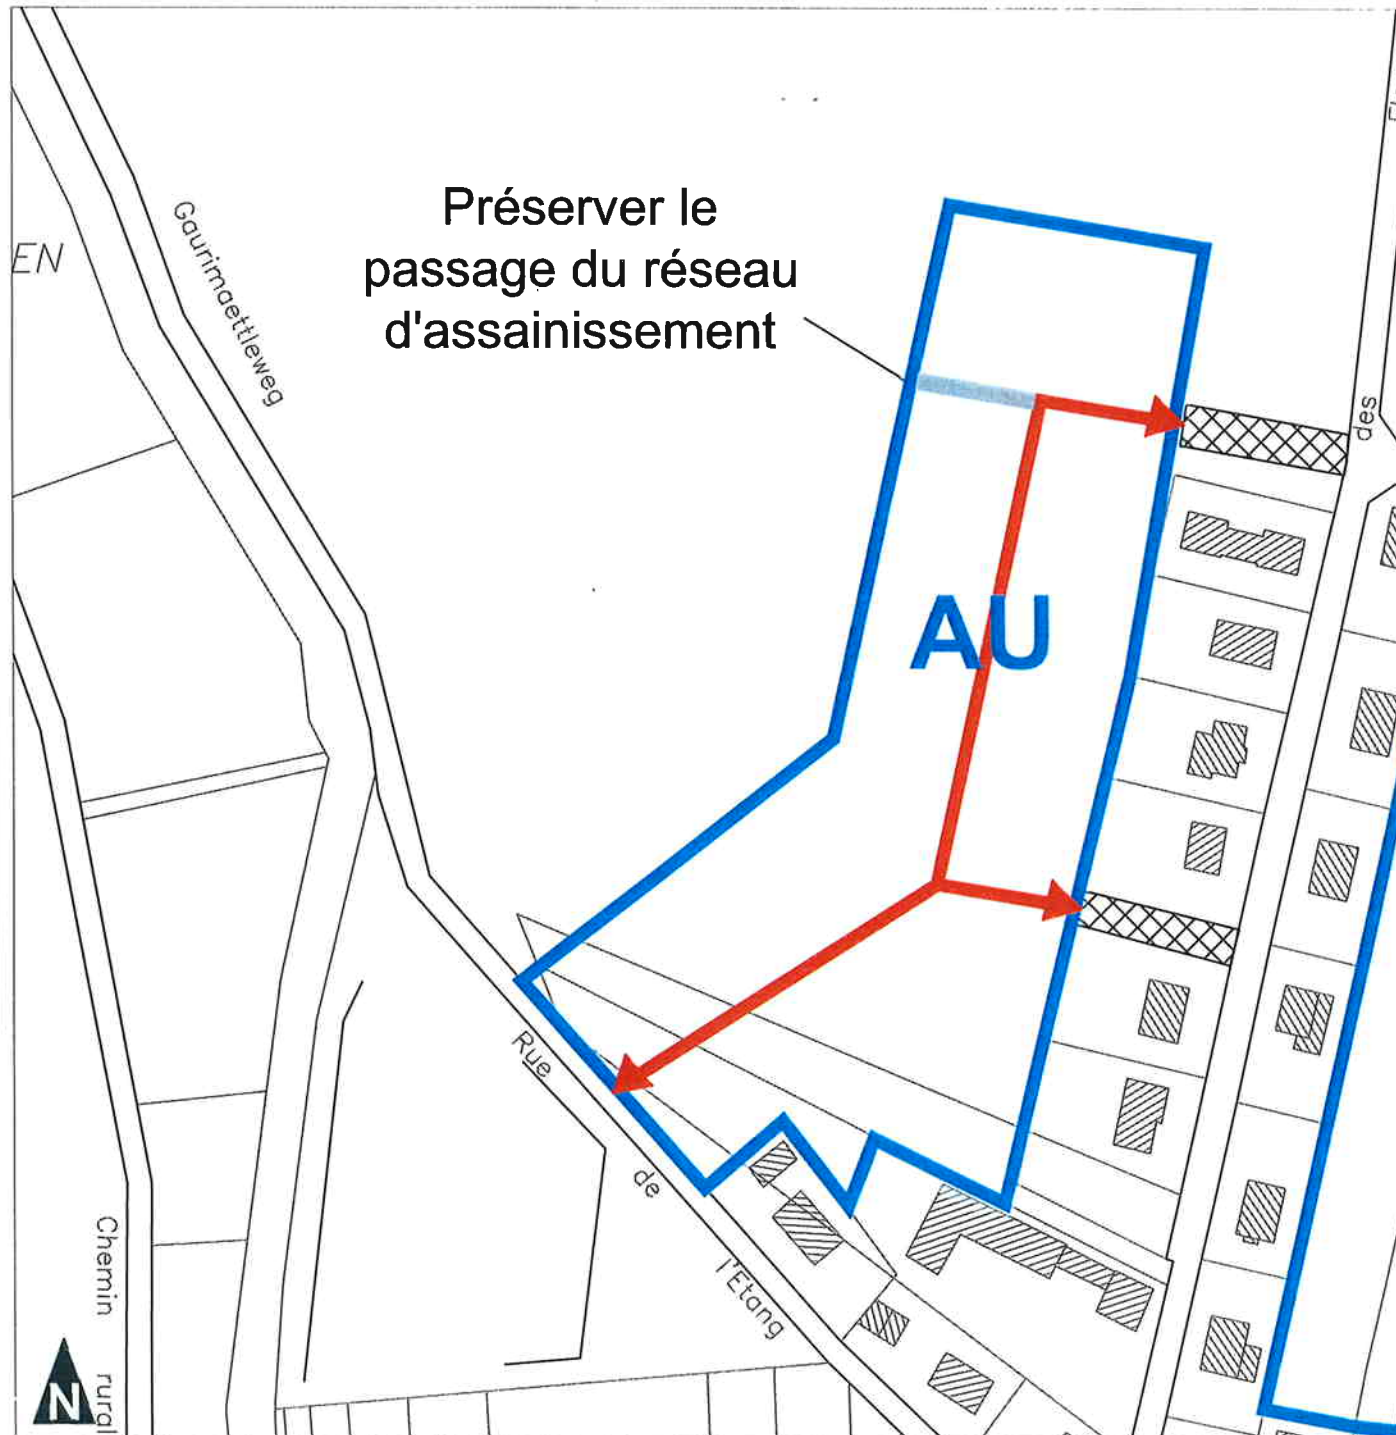 Préserver le
passage du réseau
d'assainissement
EN
Gaurimaettleweg
des
AU
Rue de l'Etang
Chemin rural
N